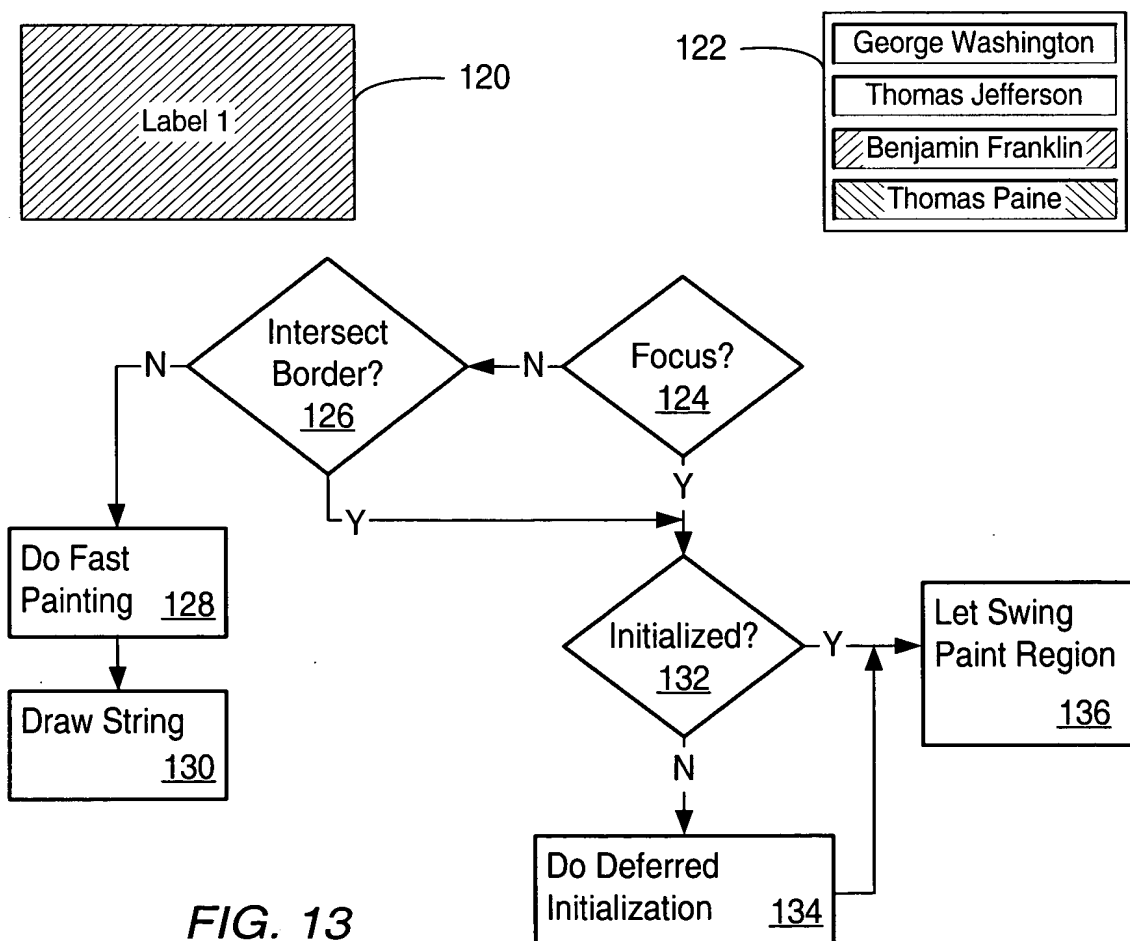 Label 1
120
122
George Washington
Thomas Jefferson
Benjamin Franklin
Thomas Paine
Intersect
Border?
126
N
N
Focus?
124
Y
Y
Do Fast
Painting 128
Draw String
130
Initialized?
132
Y
N
Let Swing
Paint Region
136
Do Deferred
Initialization 134
FIG. 13